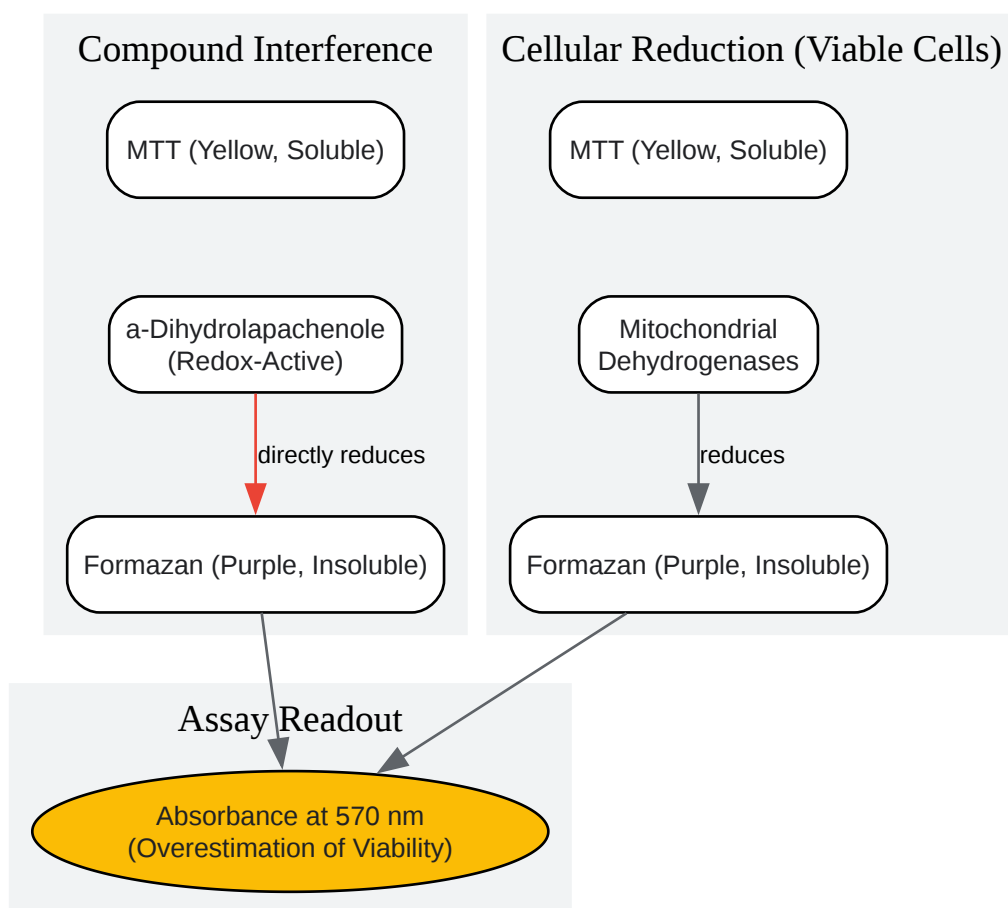 Compound Interference
MTT (Yellow, Soluble)
a-Dihydrolapachenole
(Redox-Active)
directly reduces
Formazan (Purple, Insoluble)
Cellular Reduction (Viable Cells)
MTT (Yellow, Soluble)
Mitochondrial
Dehydrogenases
reduces
Formazan (Purple, Insoluble)
Assay Readout
Absorbance at 570 nm
(Overestimation of Viability)